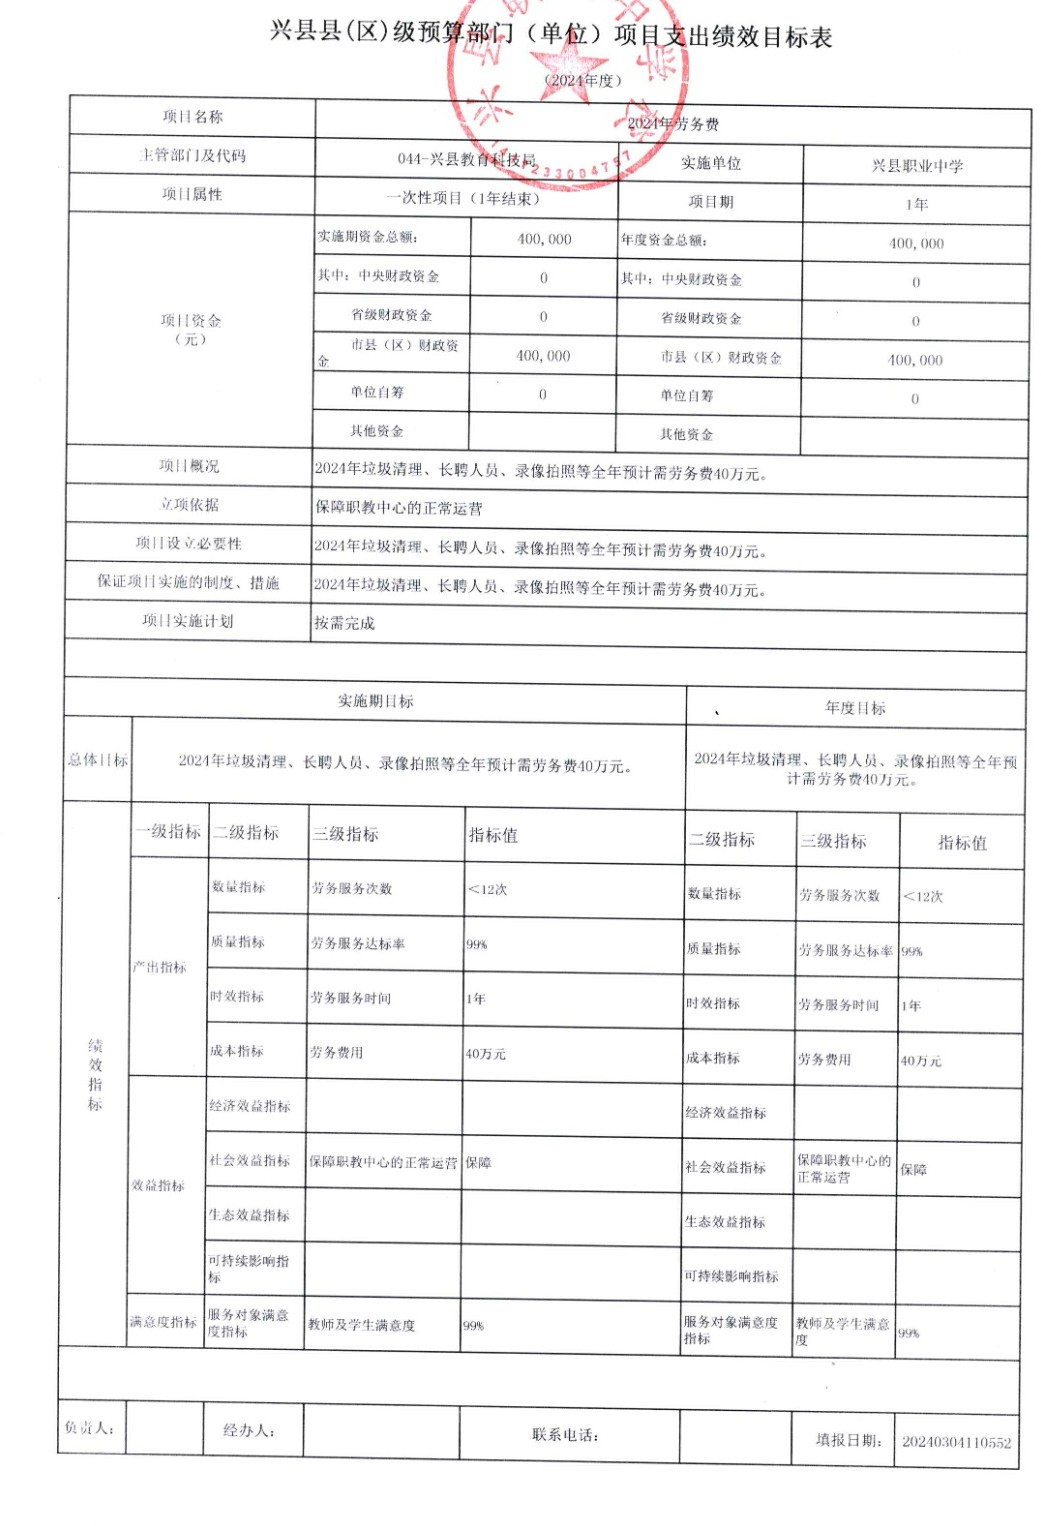 兴县县(区)级预算部门（单位）项目支出绩效目标表
（2024年度）
项目名称 2024年劳务费
主管部门及代码 044-兴县教育科技局 实施单位 兴县职业中学
项目属性 一次性项目（1年结束） 项目期 1年
项目资金
（元）
实施期资金总额： 400,000 年度资金总额： 400,000
其中：中央财政资金 0 其中：中央财政资金 0
省级财政资金 0 省级财政资金 0
市县（区）财政资
金 400,000 市县（区）财政资金 400,000
单位自筹 0 单位自筹 0
其他资金 其他资金
项目概况 2024年垃圾清理、长聘人员、录像拍照等全年预计需劳务费40万元。
立项依据 保障职教中心的正常运营
项目设立必要性 2024年垃圾清理、长聘人员、录像拍照等全年预计需劳务费40万元。
保证项目实施的制度、措施 2024年垃圾清理、长聘人员、录像拍照等全年预计需劳务费40万元。
项目实施计划 按需完成
实施期目标 年度目标
总体目标 2024年垃圾清理、长聘人员、录像拍照等全年预计需劳务费40万元。
2024年垃圾清理、长聘人员、录像拍照等全年预
计需劳务费40万元。
绩
效
指
标
一级指标 二级指标 三级指标 指标值 二级指标 三级指标 指标值
产出指标
数量指标 劳务服务次数 ＜12次 数量指标 劳务服务次数 ＜12次
质量指标 劳务服务达标率 99% 质量指标 劳务服务达标率 99%
时效指标 劳务服务时间 1年 时效指标 劳务服务时间 1年
成本指标 劳务费用 40万元 成本指标 劳务费用 40万元
效益指标
经济效益指标 经济效益指标
社会效益指标 保障职教中心的正常运营 保障 社会效益指标 保障职教中心的
正常运营 保障
生态效益指标 生态效益指标
可持续影响指
标 可持续影响指标
满意度指标 服务对象满意
度指标 教师及学生满意度 99% 服务对象满意度
指标 教师及学生满意
度 99%
负责人： 经办人： 联系电话： 填报日期： 20240304110552